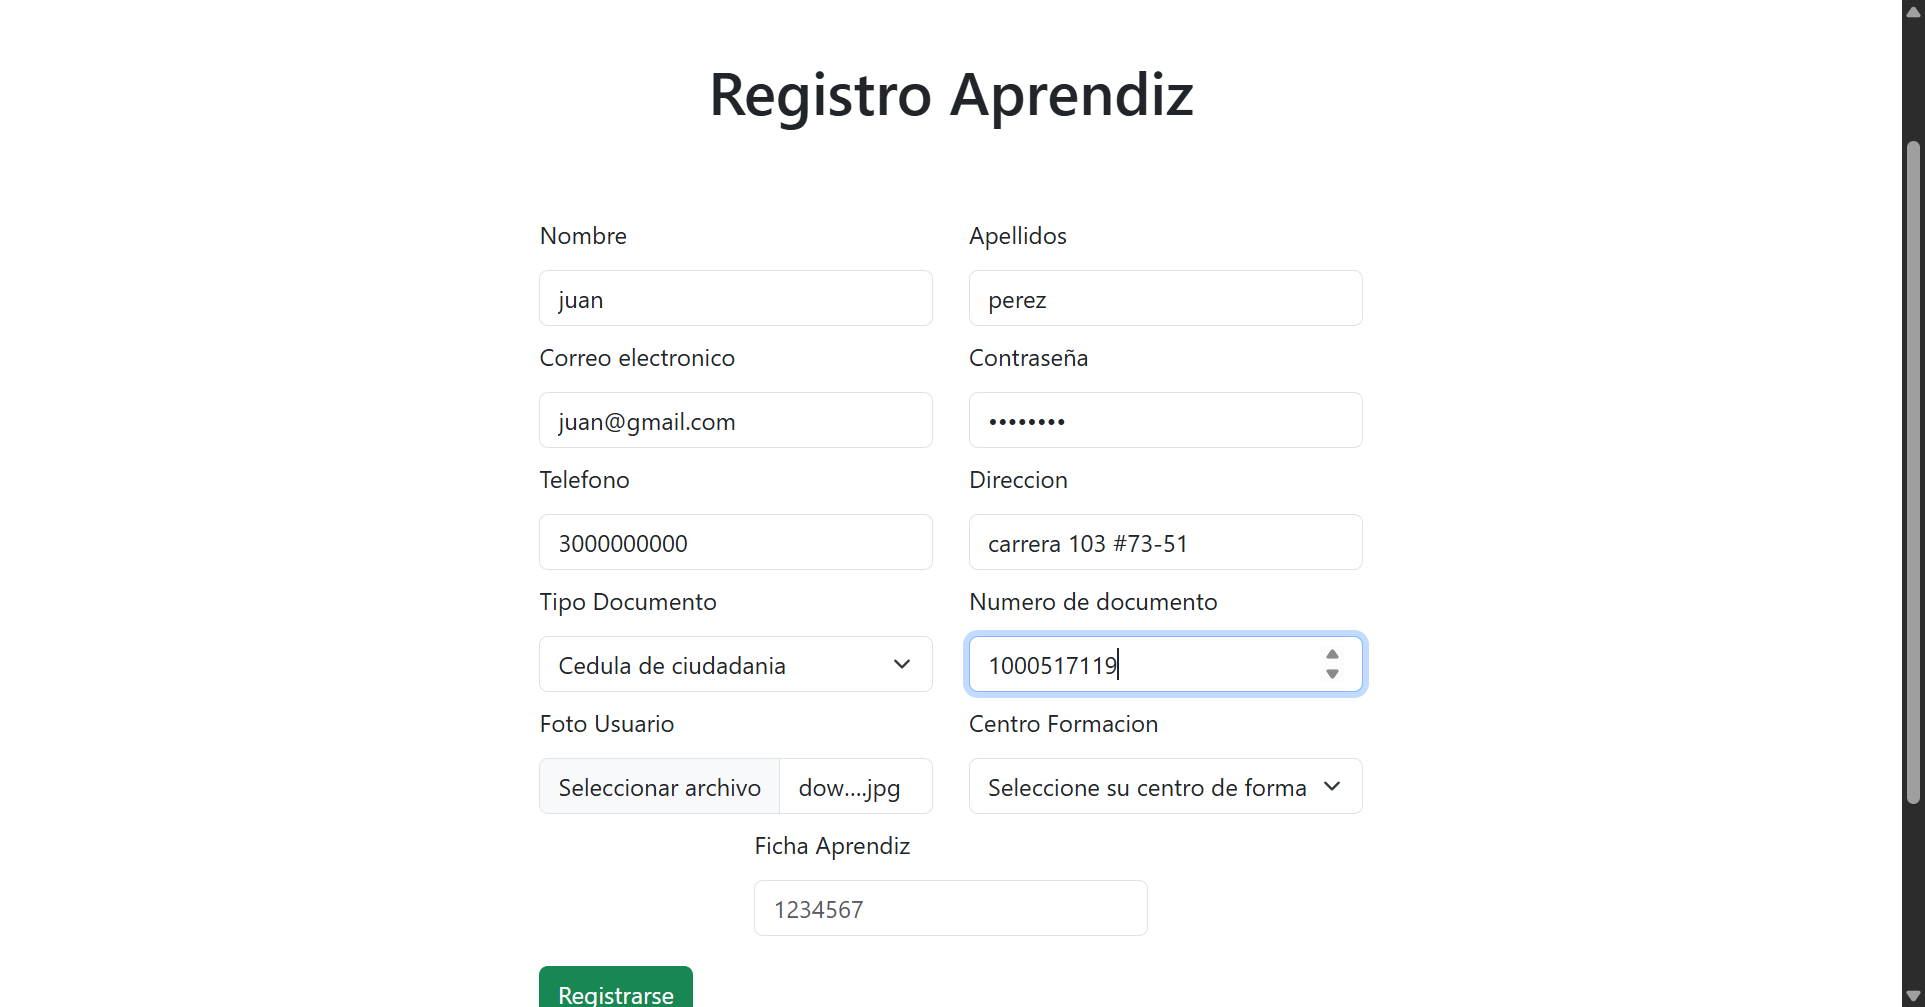 Registro Aprendiz
Nombre
Apellidos
juan
perez
Correo electronico
Contraseña
juan@gmail.com
••••••••
Telefono
Direccion
3000000000
carrera 103 #73-51
Tipo Documento
Numero de documento
Cedula de ciudadania
1000517119
Foto Usuario
Centro Formacion
Seleccionar archivo
dow....jpg
Seleccione su centro de forma
Ficha Aprendiz
1234567
Registrarse